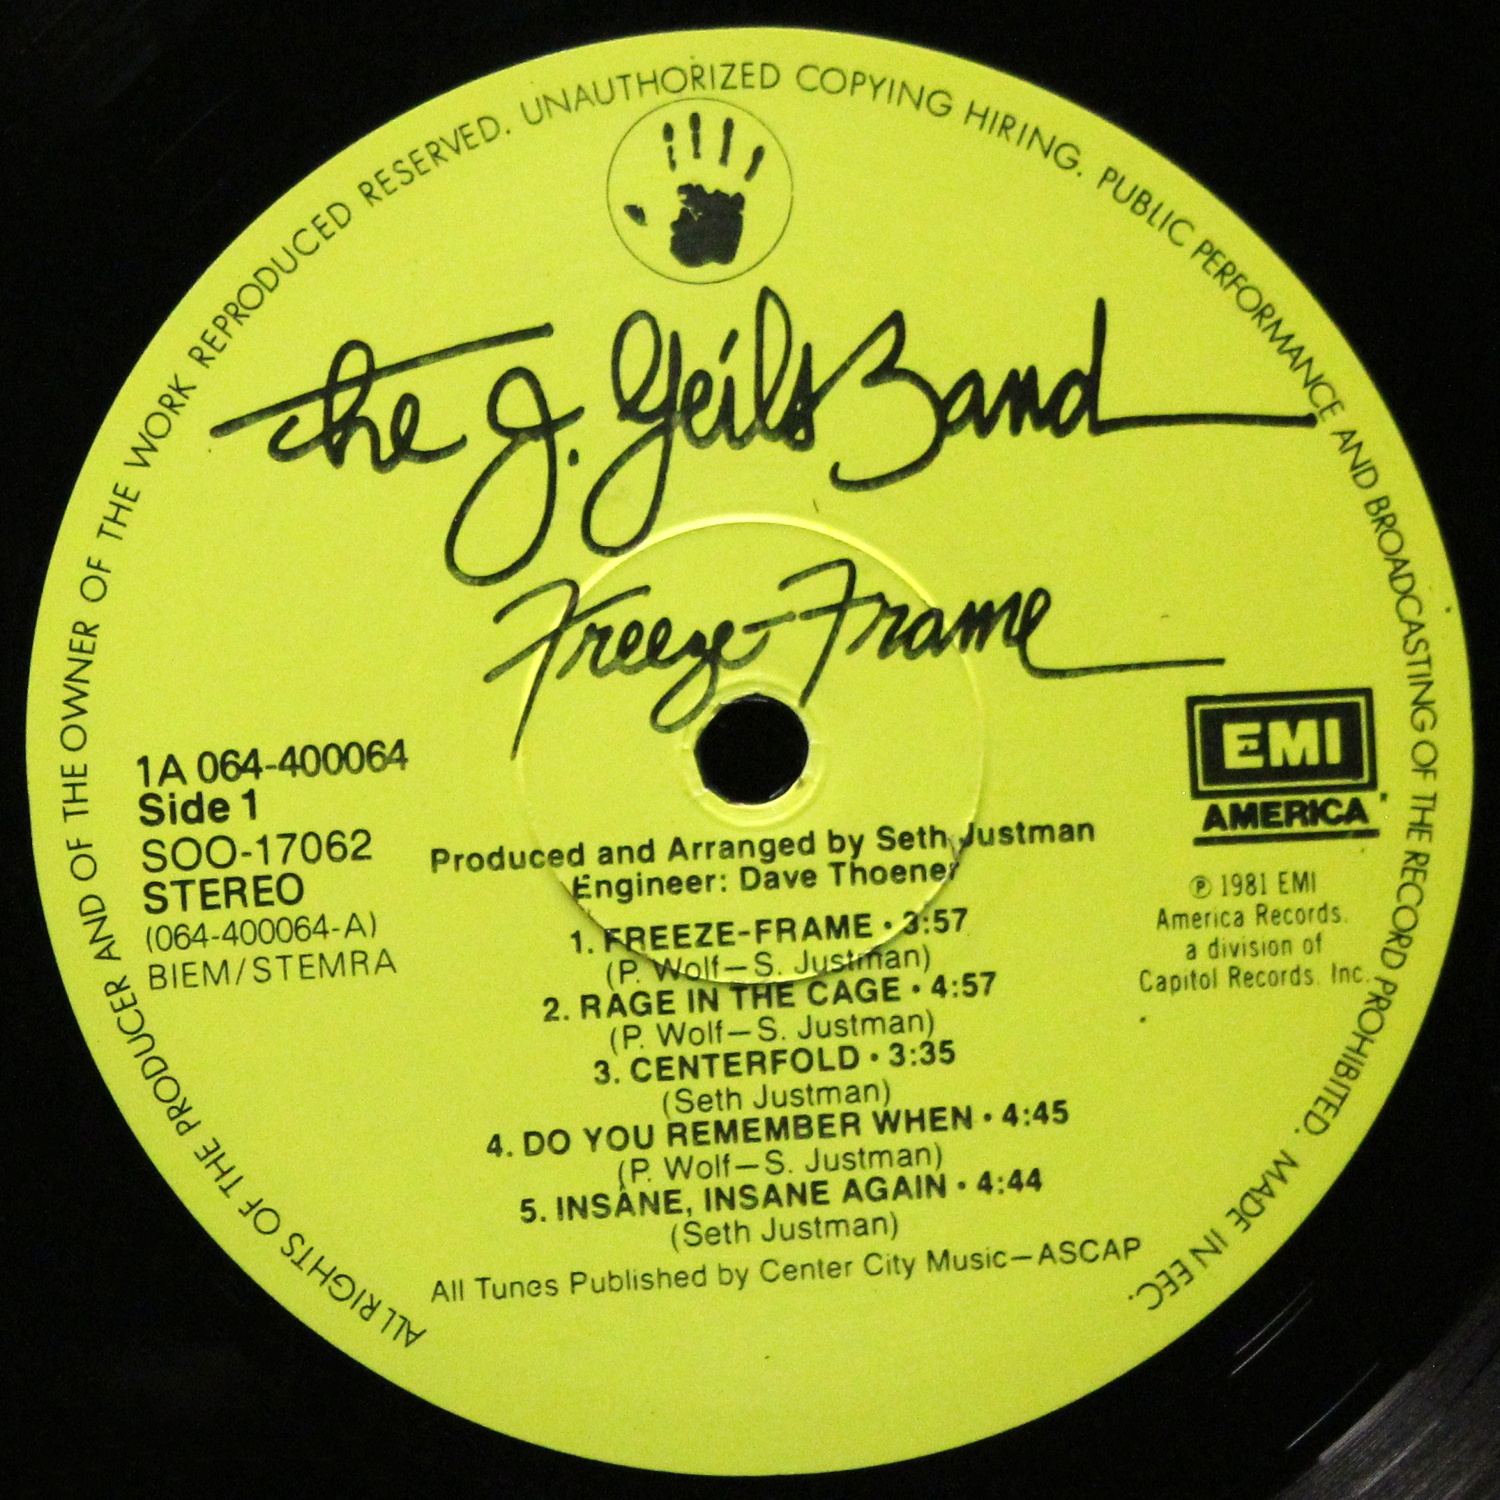 ALL RIGHTS OF THE PRODUCER AND OF THE OWNER OF THE WORK REPRODUCED RESERVED. UNAUTHORIZED COPYING HIRING. PUBLIC PERFORMANCE AND BROADCASTING OF THE RECORD PROHIBITED. MADE IN EEC.
The J. Geils Band
Freeze-Frame
1A 064-400064
Side 1
SOO-17062
STEREO
(064-400064-A)
BIEM/STEMRA
EMI
AMERICA
℗ 1981 EMI
America Records.
a division of
Capitol Records. Inc.
Produced and Arranged by Seth Justman
Engineer: Dave Thoener
1. FREEZE-FRAME • 3:57
(P. Wolf—S. Justman)
2. RAGE IN THE CAGE • 4:57
(P. Wolf—S. Justman)
3. CENTERFOLD • 3:35
(Seth Justman)
4. DO YOU REMEMBER WHEN • 4:45
(P. Wolf—S. Justman)
5. INSANE, INSANE AGAIN • 4:44
(Seth Justman)
All Tunes Published by Center City Music—ASCAP